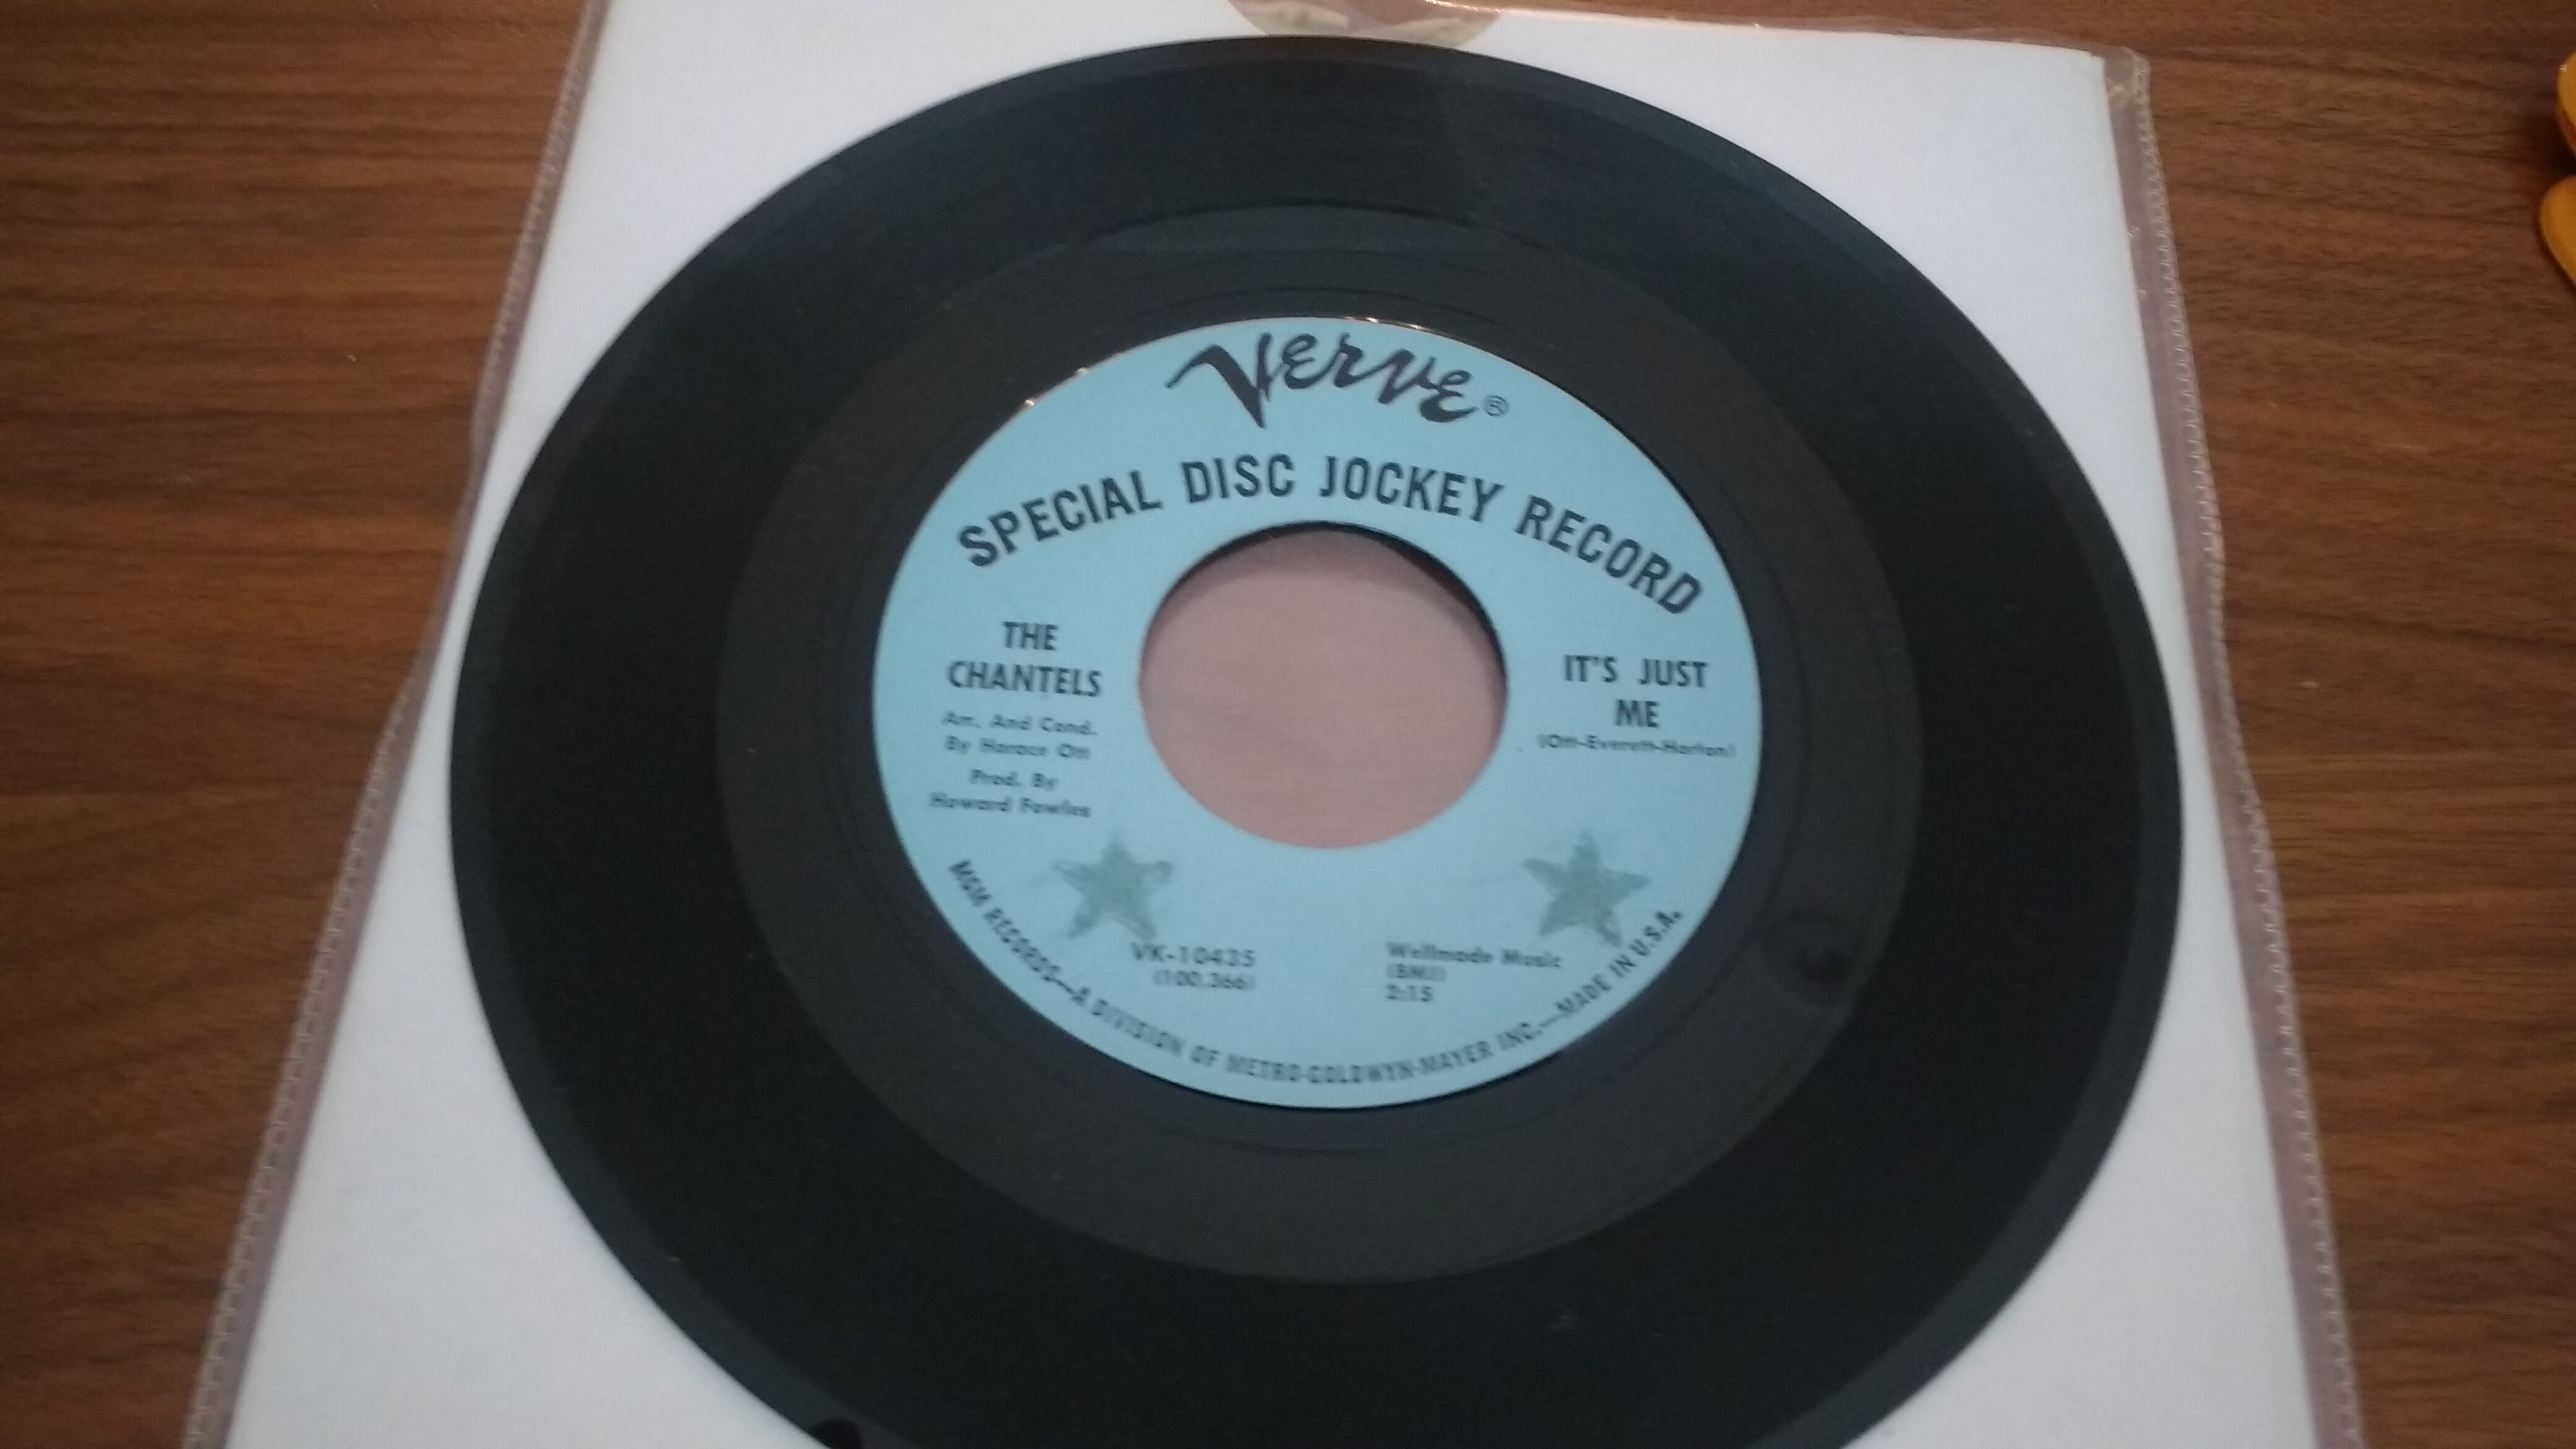 Verve®
SPECIAL DISC JOCKEY RECORD
THE
CHANTELS
Arr. And Cond.
By Horace Ott
Prod. By
Howard Fowles
IT'S JUST
ME
(Ott-Everett-Horton)
VK-10435
(100,366)
Wellmade Music
(BMI)
2:15
MGM RECORDS—A DIVISION OF METRO-GOLDWYN-MAYER INC.—MADE IN U.S.A.